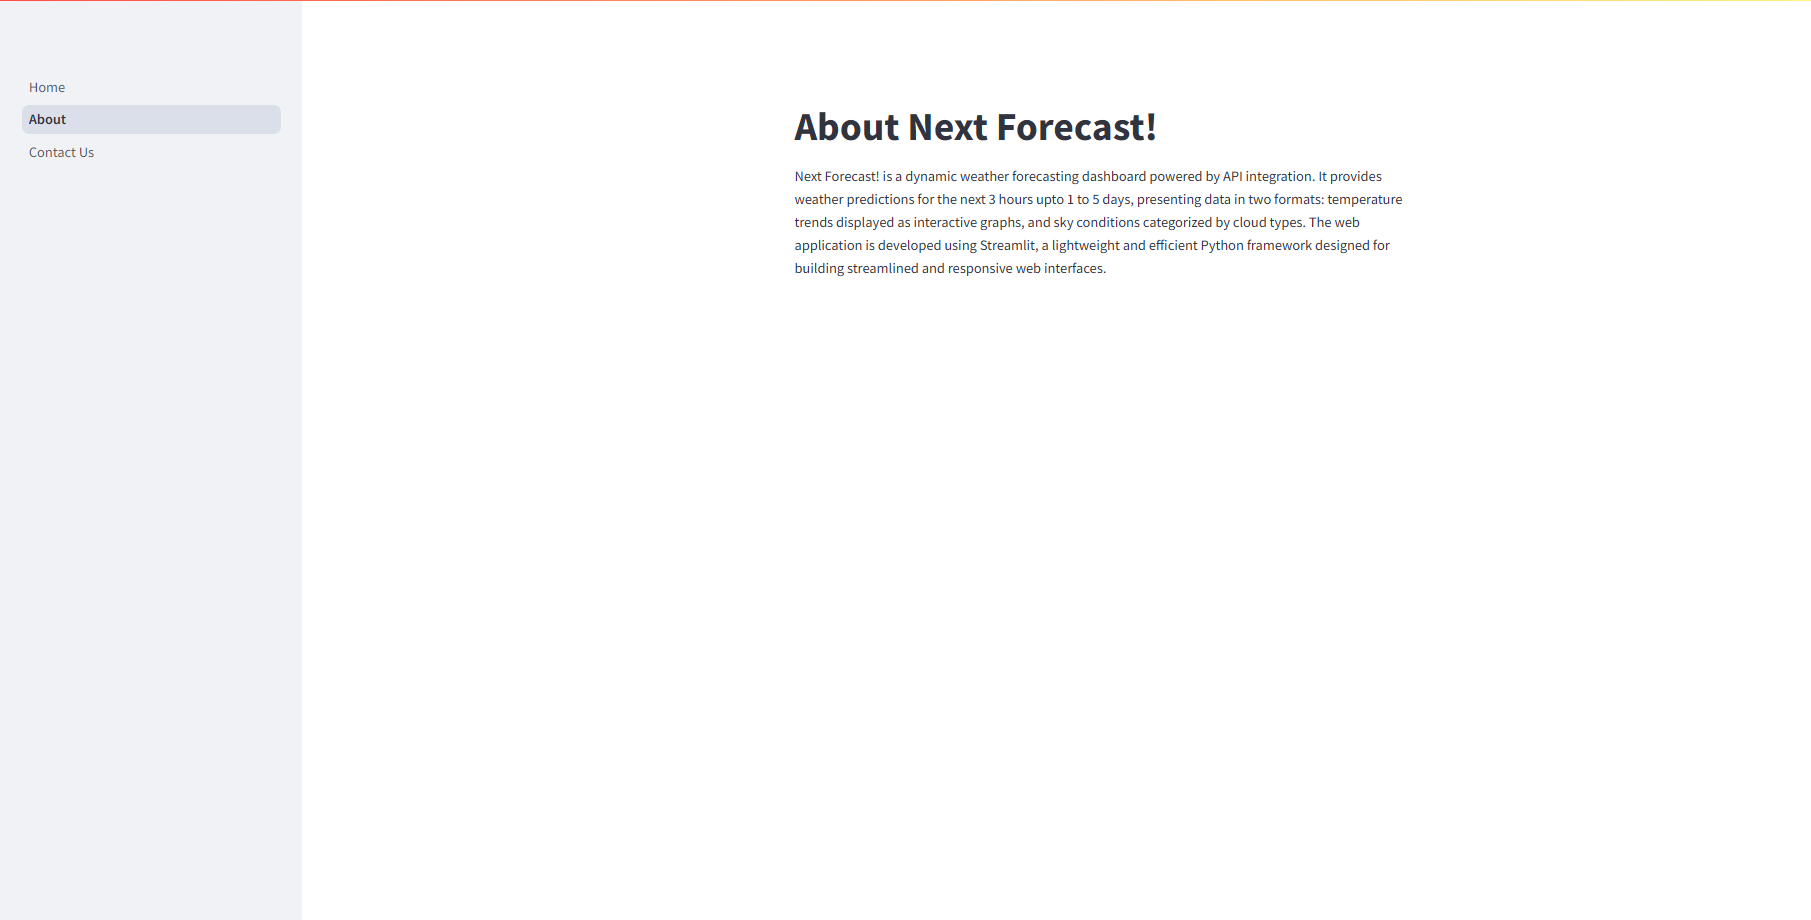 Home
About
Contact Us
About Next Forecast!
Next Forecast! is a dynamic weather forecasting dashboard powered by API integration. It provides
weather predictions for the next 3 hours upto 1 to 5 days, presenting data in two formats: temperature
trends displayed as interactive graphs, and sky conditions categorized by cloud types. The web
application is developed using Streamlit, a lightweight and efficient Python framework designed for
building streamlined and responsive web interfaces.